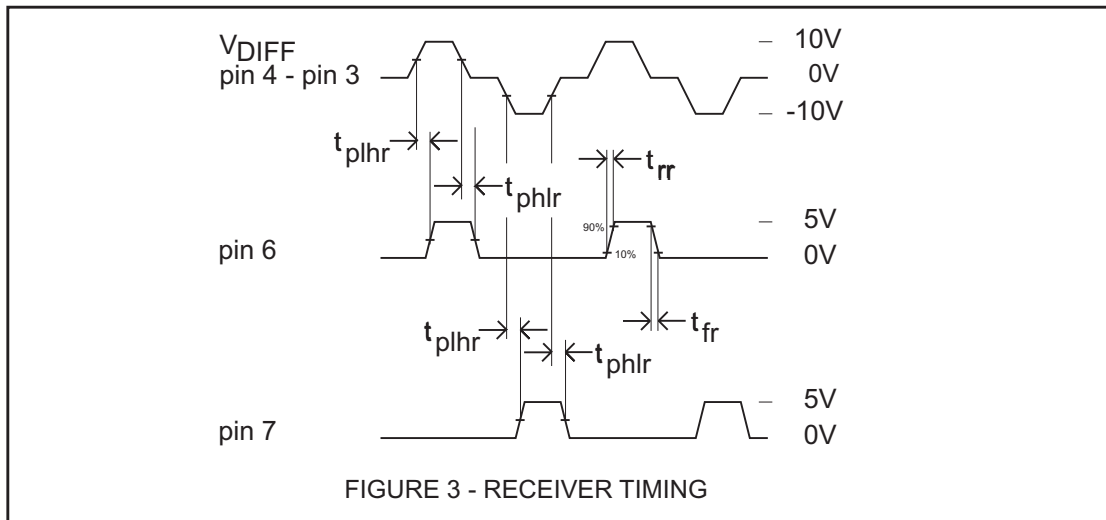 VDIFF
pin 4 - pin 3
10V
0V
-10V
tplhr
tphlr
trr
pin 6
90%
10%
5V
0V
tplhr
tphlr
tfr
pin 7
5V
0V
FIGURE 3 - RECEIVER TIMING